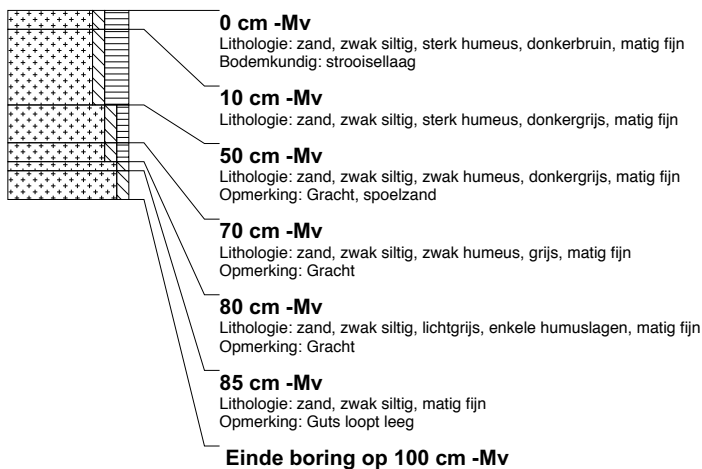 0 cm -Mv
Lithologie: zand, zwak siltig, sterk humeus, donkerbruin, matig fijn
Bodemkundig: strooisellaag
10 cm -Mv
Lithologie: zand, zwak siltig, sterk humeus, donkergrijs, matig fijn
50 cm -Mv
Lithologie: zand, zwak siltig, zwak humeus, donkergrijs, matig fijn
Opmerking: Gracht, spoelzand
70 cm -Mv
Lithologie: zand, zwak siltig, zwak humeus, grijs, matig fijn
Opmerking: Gracht
80 cm -Mv
Lithologie: zand, zwak siltig, lichtgrijs, enkele humuslagen, matig fijn
Opmerking: Gracht
85 cm -Mv
Lithologie: zand, zwak siltig, matig fijn
Opmerking: Guts loopt leeg
Einde boring op 100 cm -Mv